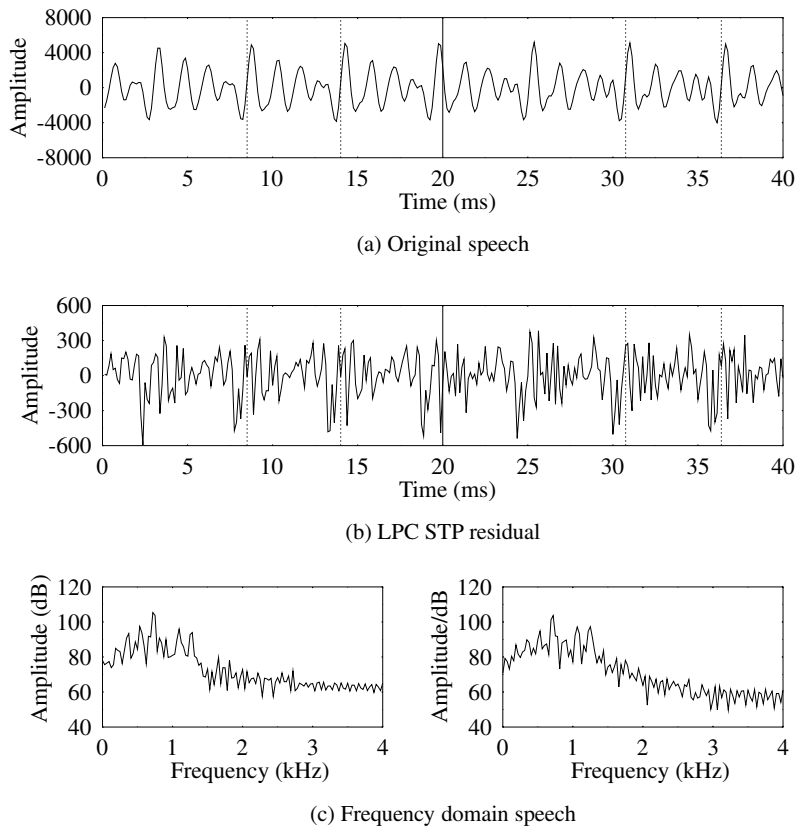 8000
4000
0
-4000
-8000
Amplitude
0 5 10 15 20 25 30 35 40
Time (ms)
(a) Original speech
600
300
0
-300
-600
Amplitude
0 5 10 15 20 25 30 35 40
Time (ms)
(b) LPC STP residual
120
100
80
60
40
Amplitude (dB)
0 1 2 3 4
Frequency (kHz)
120
100
80
60
40
Amplitude/dB
0 1 2 3 4
Frequency (kHz)
(c) Frequency domain speech